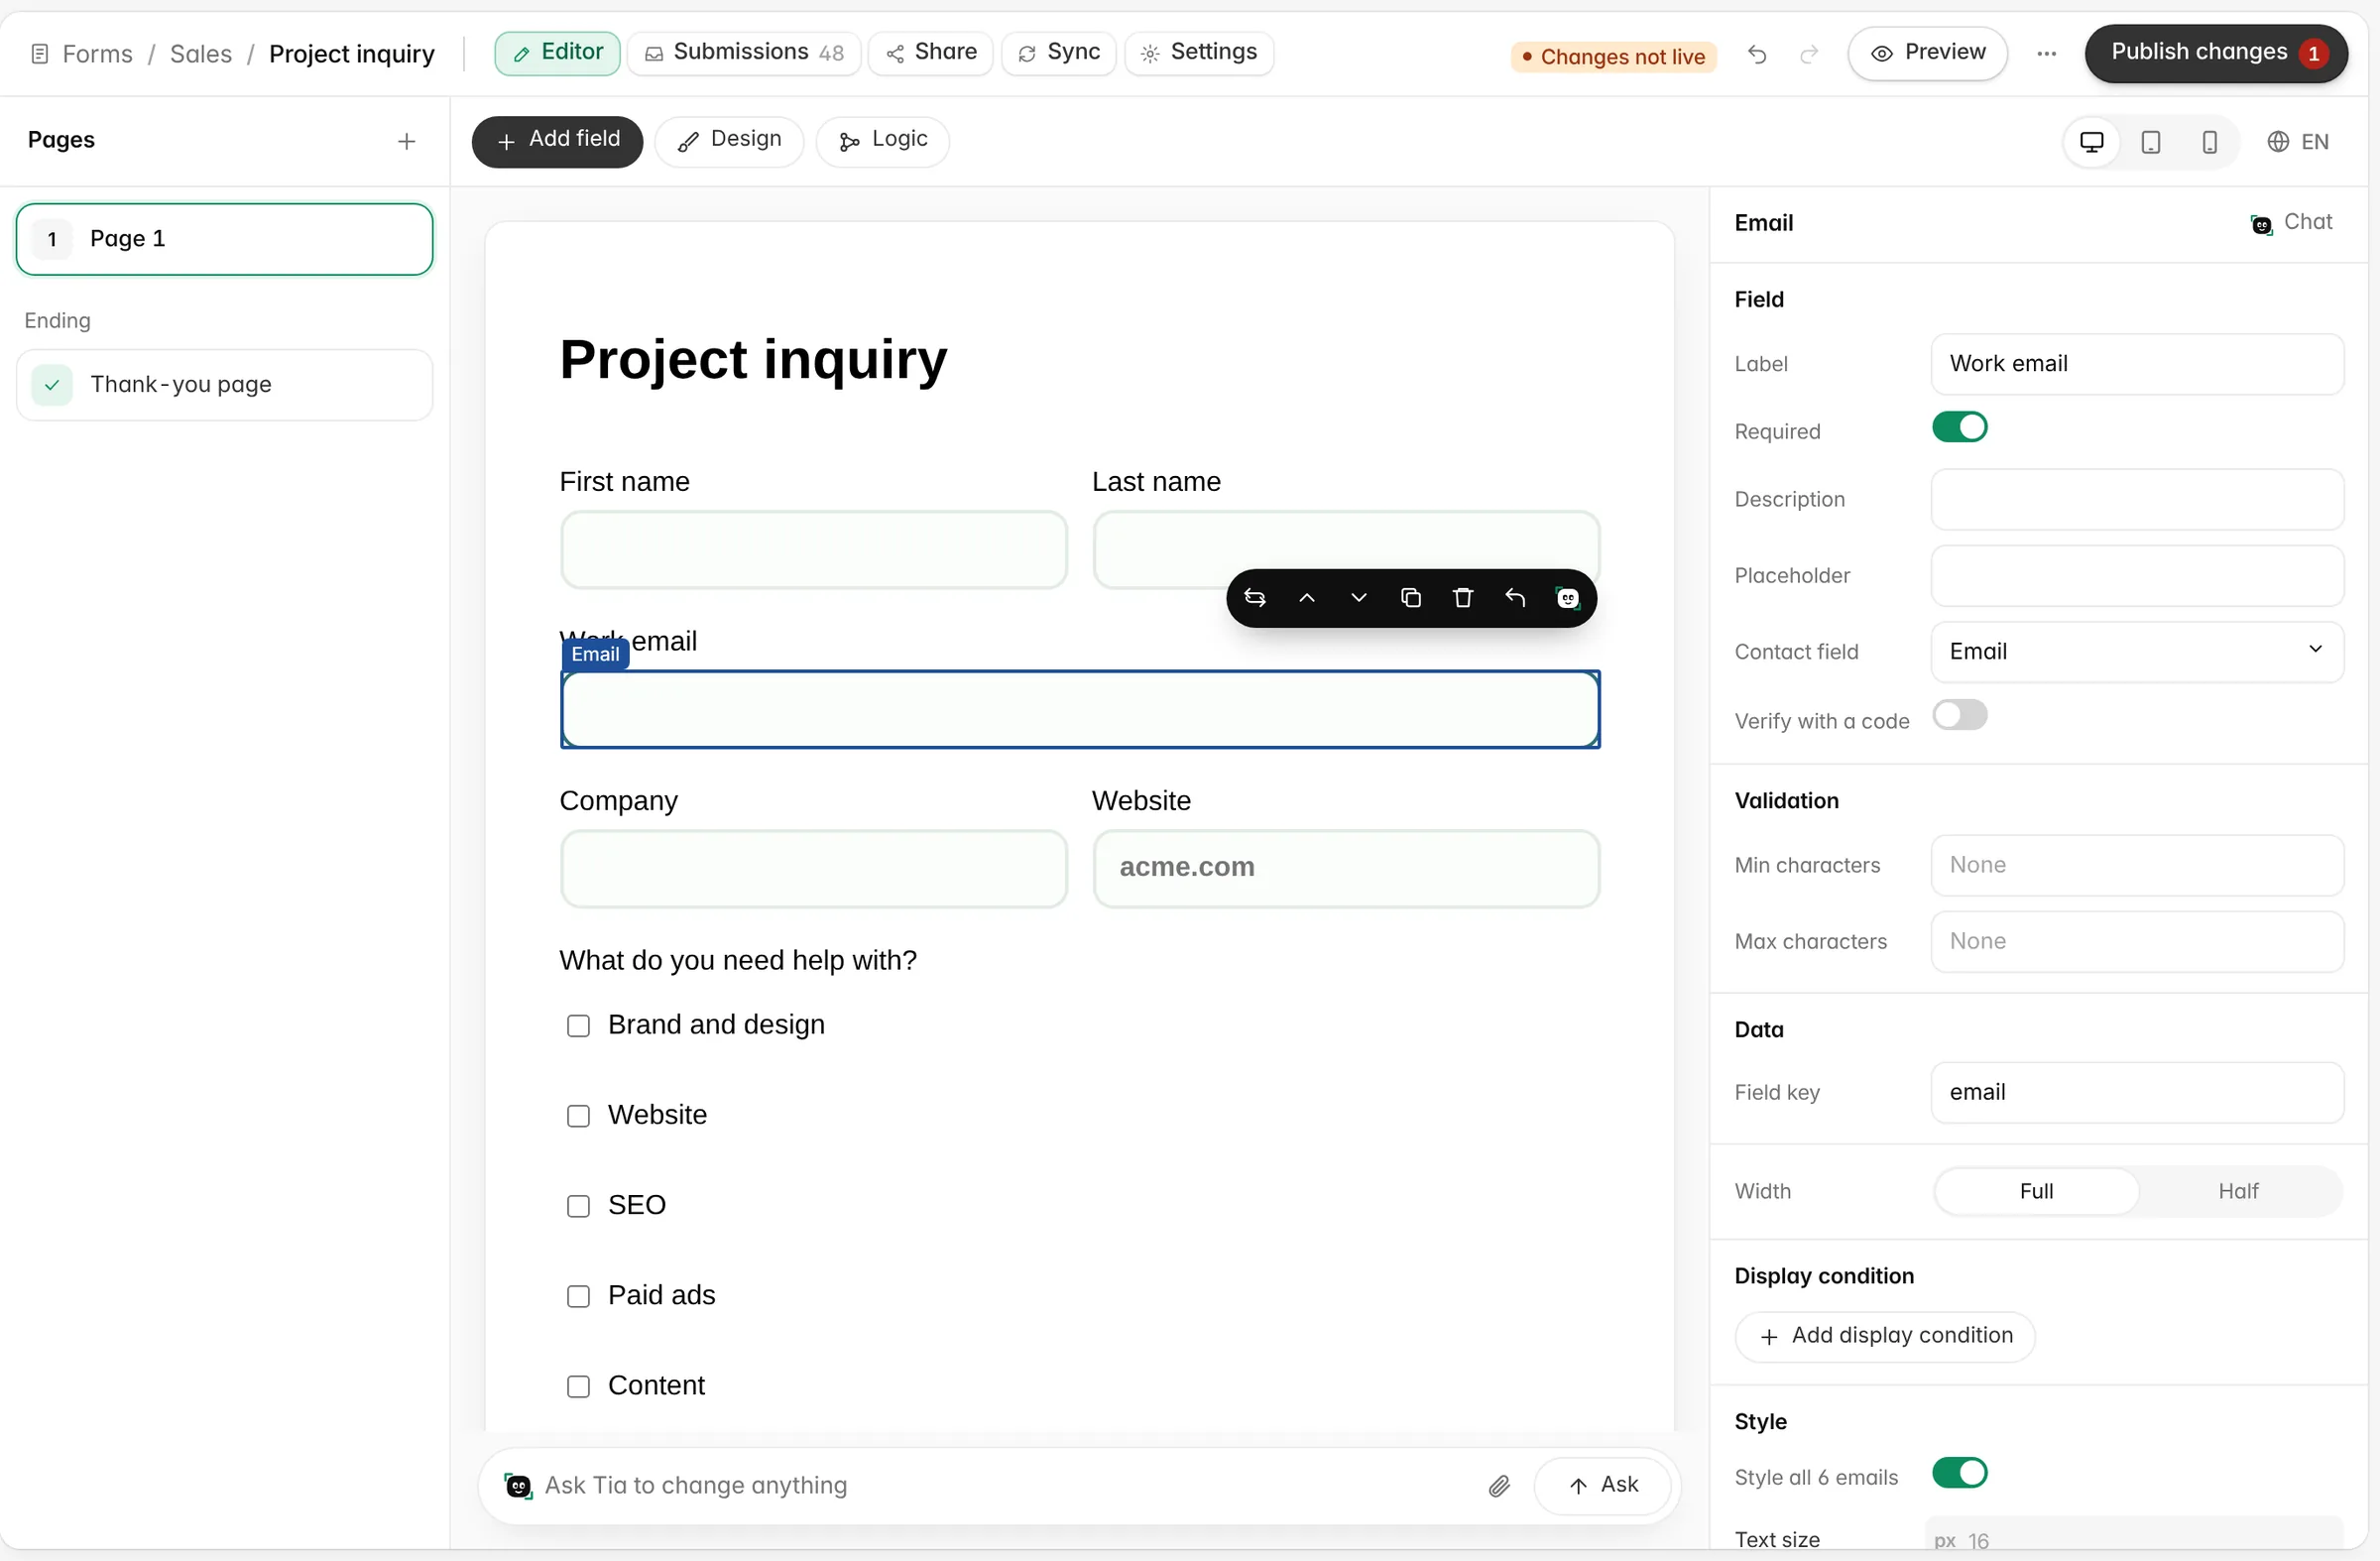 Forms / Sales / Project inquiry
Editor
Submissions 48
Share
Sync
Settings
Changes not live
Preview
Publish changes 1
Pages
Add field
Design
Logic
EN
1 Page 1
Ending
Thank-you page
Project inquiry
First name
Last name
Work email
Email
Company
Website
acme.com
What do you need help with?
Brand and design
Website
SEO
Paid ads
Content
Ask Tia to change anything
Ask
Email
Chat
Field
Label Work email
Required
Description
Placeholder
Contact field Email
Verify with a code
Validation
Min characters None
Max characters None
Data
Field key email
Width Full Half
Display condition
Add display condition
Style
Style all 6 emails
Text size px 16